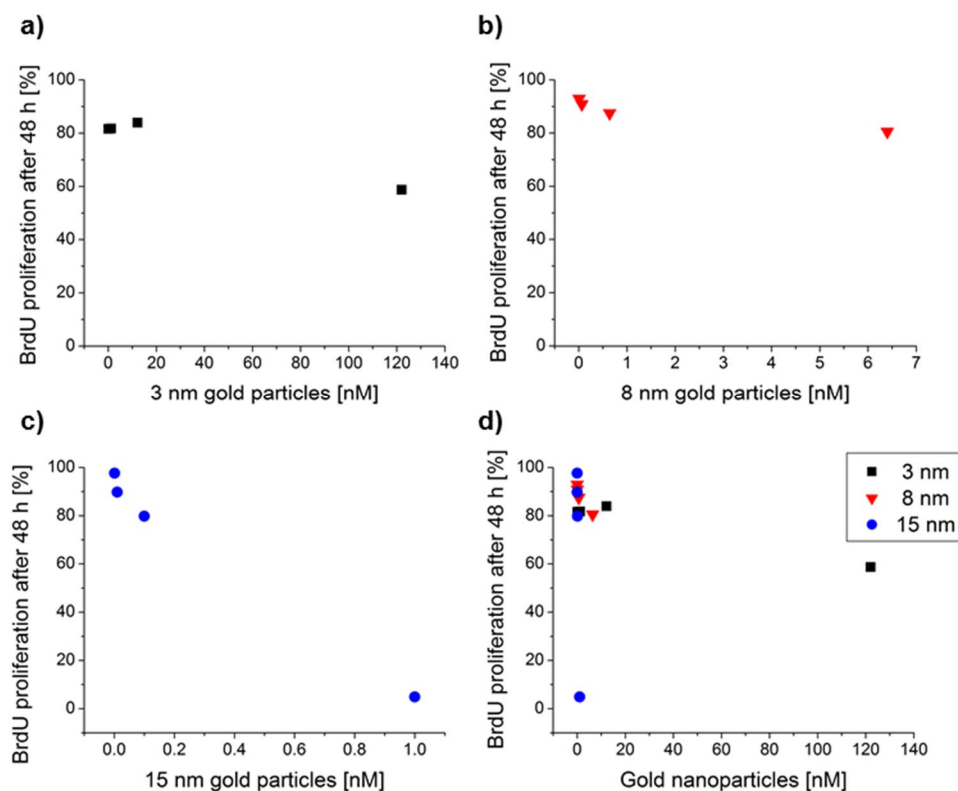 a)
BrdU proliferation after 48 h [%]
100
80
60
40
20
0
0 20 40 60 80 100 120 140
3 nm gold particles [nM]
b)
BrdU proliferation after 48 h [%]
100
80
60
40
20
0
0 1 2 3 4 5 6 7
8 nm gold particles [nM]
c)
BrdU proliferation after 48 h [%]
100
80
60
40
20
0
0.0 0.2 0.4 0.6 0.8 1.0
15 nm gold particles [nM]
d)
BrdU proliferation after 48 h [%]
100
80
60
40
20
0
0 20 40 60 80 100 120 140
Gold nanoparticles [nM]
3 nm
8 nm
15 nm